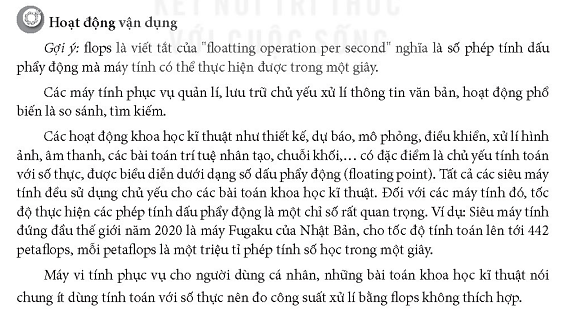 KẾT NỐI TRI THỨC
VỚI CUỘC SỐNG
Hoạt động vận dụng
Gợi ý: flops là viết tắt của "floatting operation per second" nghĩa là số phép tính dấu
phẩy động mà máy tính có thể thực hiện được trong một giây.
Các máy tính phục vụ quản lí, lưu trữ chủ yếu xử lí thông tin văn bản, hoạt động phổ
biến là so sánh, tìm kiếm.
Các hoạt động khoa học kĩ thuật như thiết kế, dự báo, mô phỏng, điều khiển, xử lí hình
ảnh, âm thanh, các bài toán trí tuệ nhân tạo, chuỗi khối,... có đặc điểm là chủ yếu tính toán
với số thực, được biểu diễn dưới dạng số dấu phẩy động (floating point). Tất cả các siêu máy
tính đều sử dụng chủ yếu cho các bài toán khoa học kĩ thuật. Đối với các máy tính đó, tốc
độ thực hiện các phép tính dấu phẩy động là một chỉ số rất quan trọng. Ví dụ: Siêu máy tính
đứng đầu thế giới năm 2020 là máy Fugaku của Nhật Bản, cho tốc độ tính toán lên tới 442
petaflops, mỗi petaflops là một triệu tỉ phép tính số học trong một giây.
Máy vi tính phục vụ cho người dùng cá nhân, những bài toán khoa học kĩ thuật nói
chung ít dùng tính toán với số thực nên đo công suất xử lí bằng flops không thích hợp.